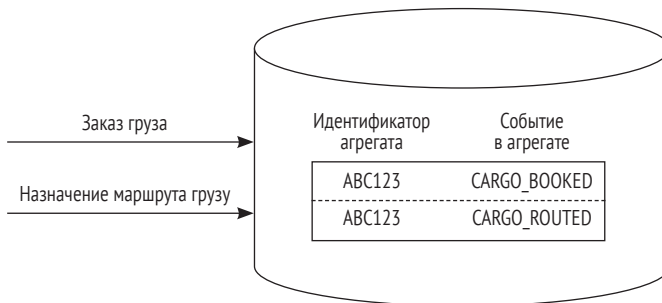 Заказ груза
Назначение маршрута грузу
Идентификатор
агрегата
Событие
в агрегате
ABC123 CARGO_BOOKED
ABC123 CARGO_ROUTED